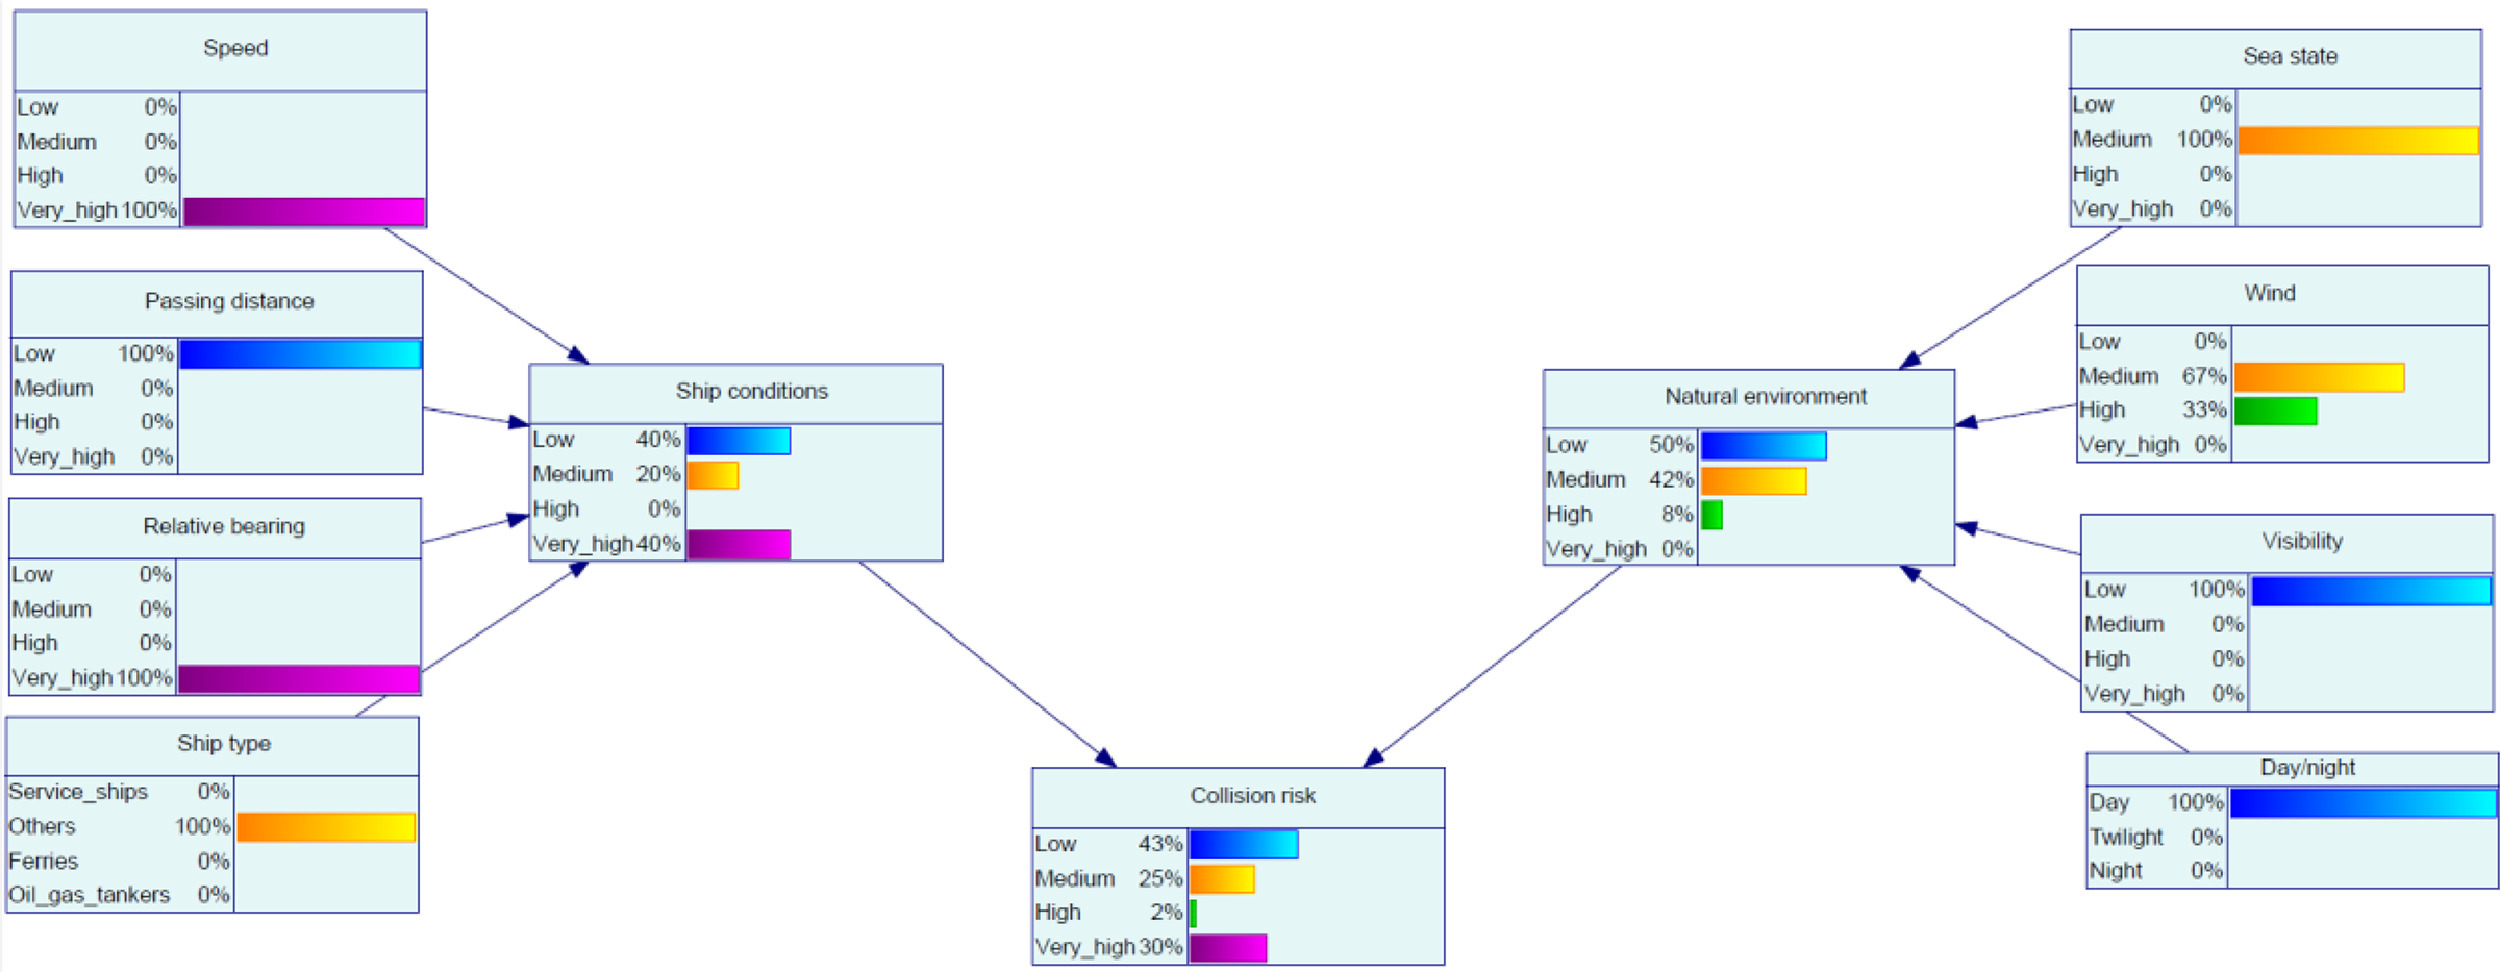 Speed
Low 0%
Medium 0%
High 0%
Very_high 100%
Passing distance
Low 100%
Medium 0%
High 0%
Very_high 0%
Relative bearing
Low 0%
Medium 0%
High 0%
Very_high 100%
Ship type
Service_ships 0%
Others 100%
Ferries 0%
Oil_gas_tankers 0%
Ship conditions
Low 40%
Medium 20%
High 0%
Very_high 40%
Collision risk
Low 43%
Medium 25%
High 2%
Very_high 30%
Natural environment
Low 50%
Medium 42%
High 8%
Very_high 0%
Sea state
Low 0%
Medium 100%
High 0%
Very_high 0%
Wind
Low 0%
Medium 67%
High 33%
Very_high 0%
Visibility
Low 100%
Medium 0%
High 0%
Very_high 0%
Day/night
Day 100%
Twilight 0%
Night 0%